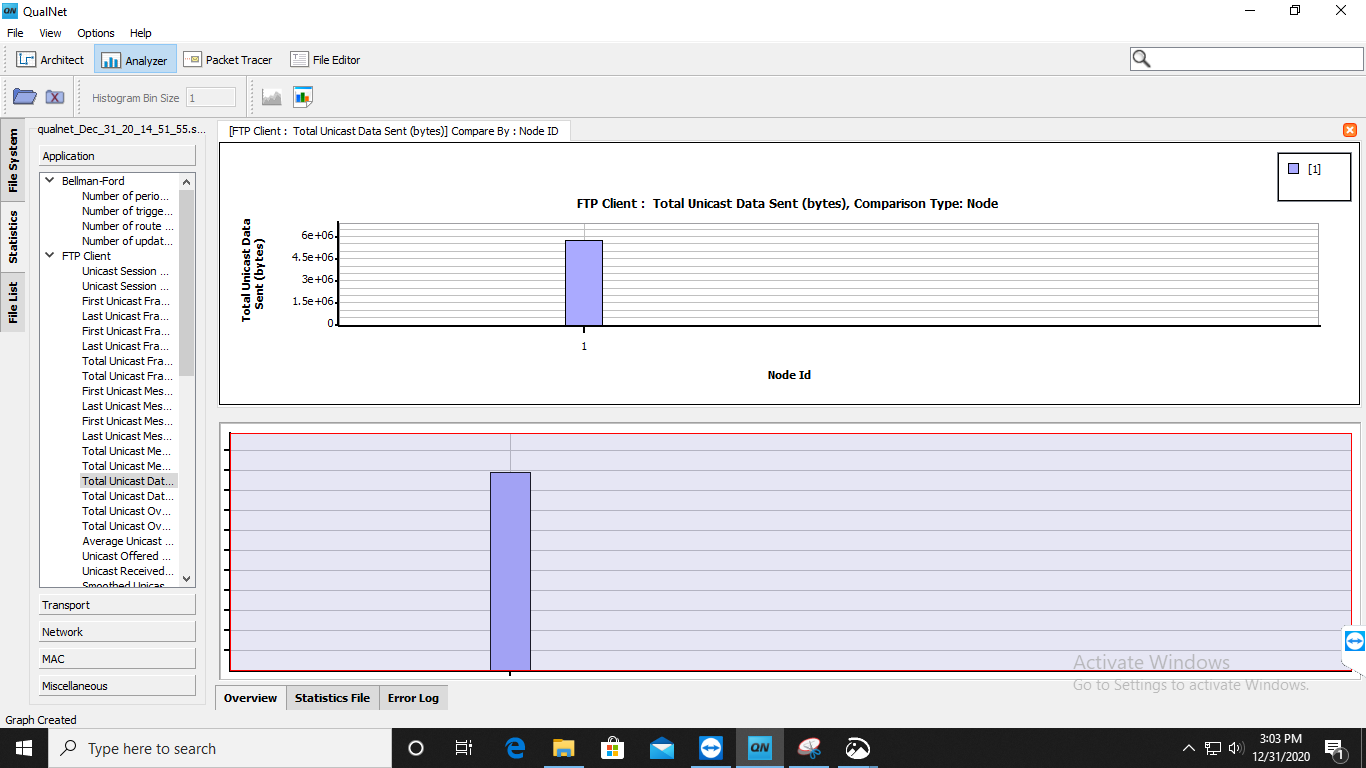 QN QualNet
File View Options Help
Architect Analyzer Packet Tracer File Editor
Histogram Bin Size 1
File System
Statistics
File List
qualnet_Dec_31_20_14_51_55.s...
Application
Bellman-Ford
Number of perio...
Number of trigge...
Number of route ...
Number of updat...
FTP Client
Unicast Session ...
Unicast Session ...
First Unicast Fra...
Last Unicast Fra...
First Unicast Fra...
Last Unicast Fra...
Total Unicast Fra...
Total Unicast Fra...
First Unicast Mes...
Last Unicast Mes...
First Unicast Mes...
Last Unicast Mes...
Total Unicast Me...
Total Unicast Me...
Total Unicast Dat...
Total Unicast Dat...
Total Unicast Ov...
Total Unicast Ov...
Average Unicast ...
Unicast Offered ...
Unicast Received...
Smoothed Unicas
Transport
Network
MAC
Miscellaneous
[FTP Client : Total Unicast Data Sent (bytes)] Compare By : Node ID
[1]
FTP Client : Total Unicast Data Sent (bytes), Comparison Type: Node
Total Unicast Data
Sent (bytes)
6e+06
4.5e+06
3e+06
1.5e+06
0
1
Node Id
Activate Windows
Go to Settings to activate Windows.
Overview Statistics File Error Log
Graph Created
Type here to search
e
QN
3:03 PM
12/31/2020
1